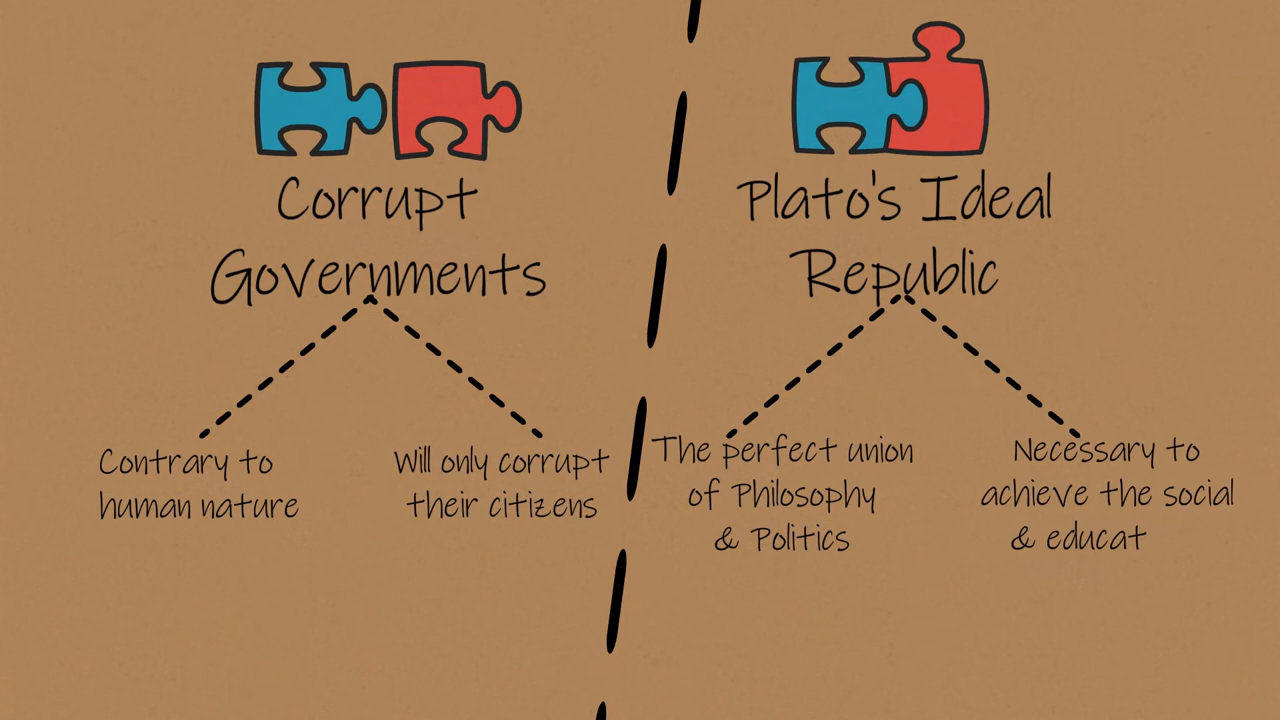 Corrupt
Governments
Contrary to
human nature
Will only corrupt
their citizens
Plato's Ideal
Republic
The perfect union
of Philosophy
& Politics
Necessary to
achieve the social
& educat